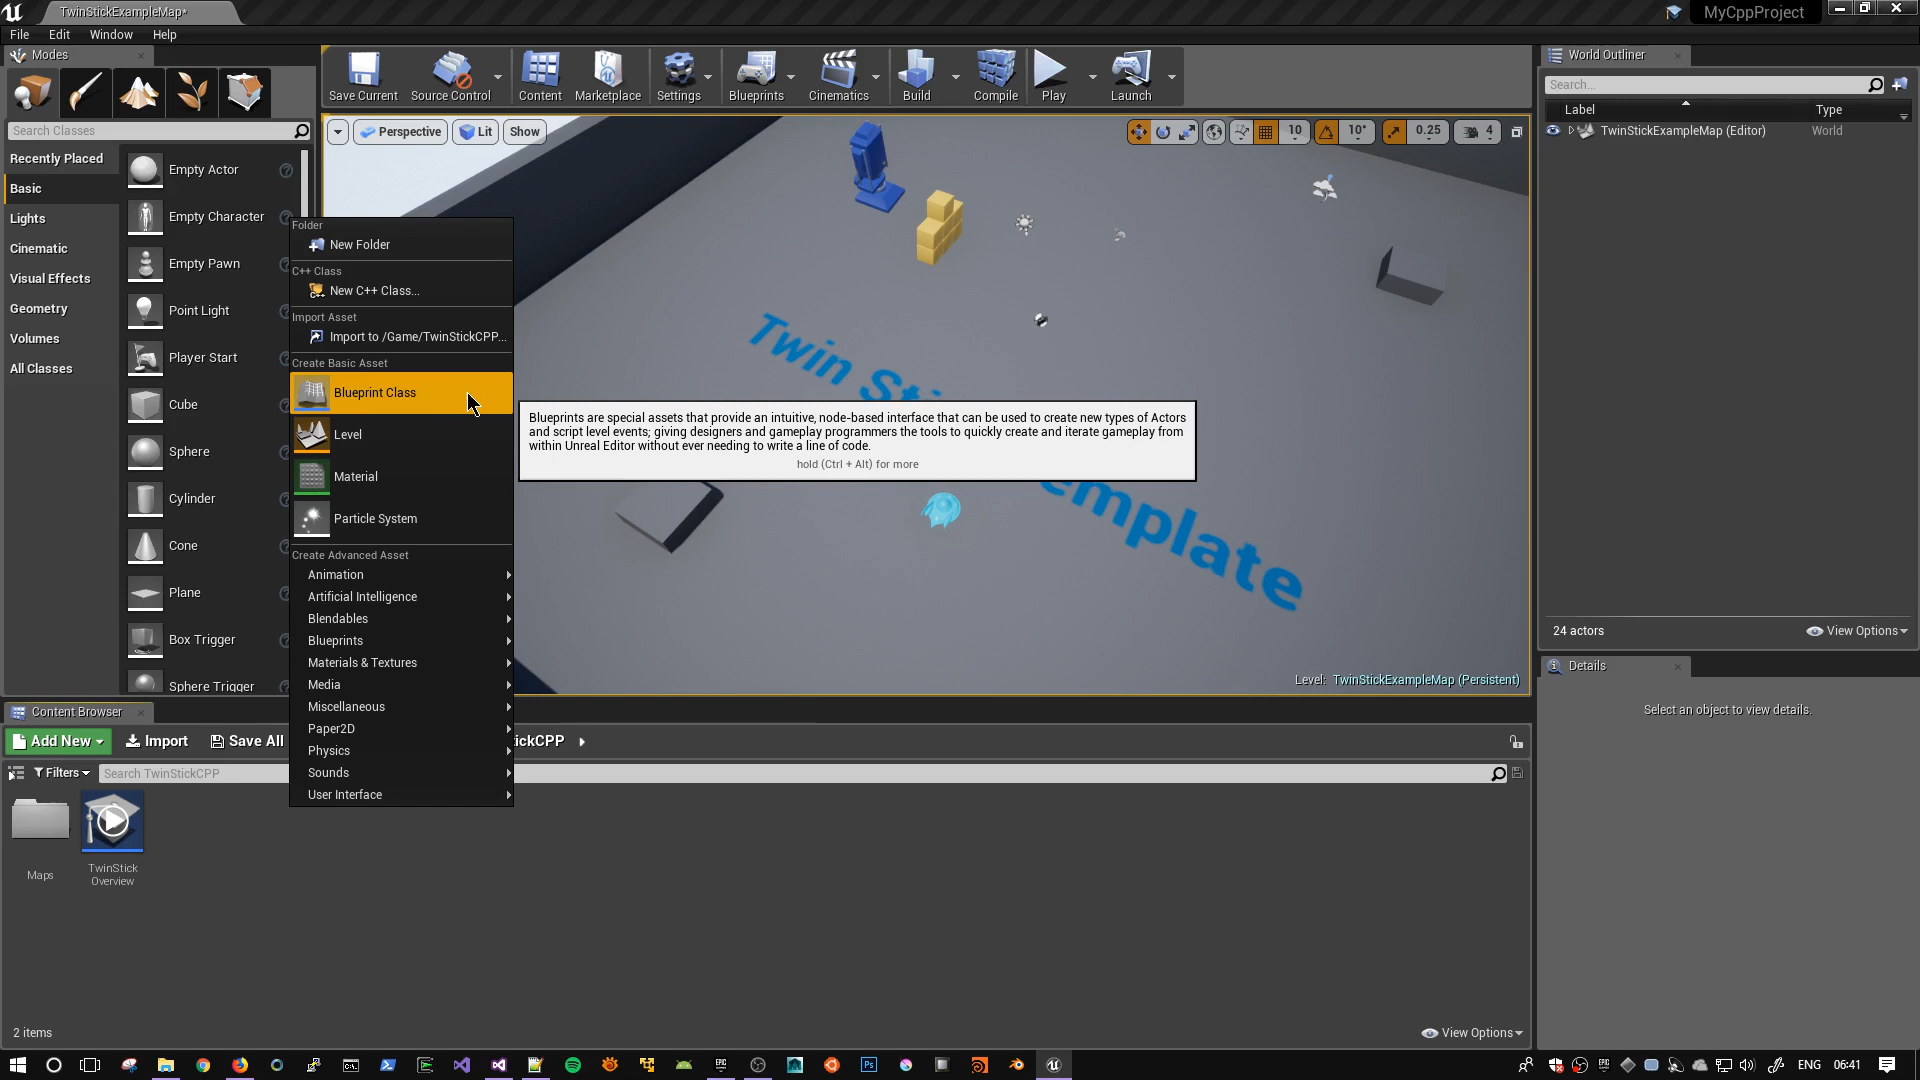 TwinStickExampleMap*
MyCppProject
File Edit Window Help
Modes
Search Classes
Recently Placed
Basic
Lights
Cinematic
Visual Effects
Geometry
Volumes
All Classes
Empty Actor
Empty Character
Empty Pawn
Point Light
Player Start
Cube
Sphere
Cylinder
Cone
Plane
Box Trigger
Sphere Trigger
Save Current Source Control Content Marketplace Settings Blueprints Cinematics Build Compile Play Launch
Perspective Lit Show
10 10° 0.25 4
Folder
New Folder
C++ Class
New C++ Class...
Import Asset
Import to /Game/TwinStickCPP...
Create Basic Asset
Blueprint Class
Level
Material
Particle System
Create Advanced Asset
Animation
Artificial Intelligence
Blendables
Blueprints
Materials & Textures
Media
Miscellaneous
Paper2D
Physics
Sounds
User Interface
Blueprints are special assets that provide an intuitive, node-based interface that can be used to create new types of Actors
and script level events; giving designers and gameplay programmers the tools to quickly create and iterate gameplay from
within Unreal Editor without ever needing to write a line of code.
hold (Ctrl + Alt) for more
Twin Sti
emplate
Level: TwinStickExampleMap (Persistent)
World Outliner
Search...
Label Type
TwinStickExampleMap (Editor) World
24 actors View Options
Details
Select an object to view details.
Content Browser
Add New Import Save All ickCPP
Filters Search TwinStickCPP
Maps
TwinStick
Overview
2 items View Options
ENG 06:41